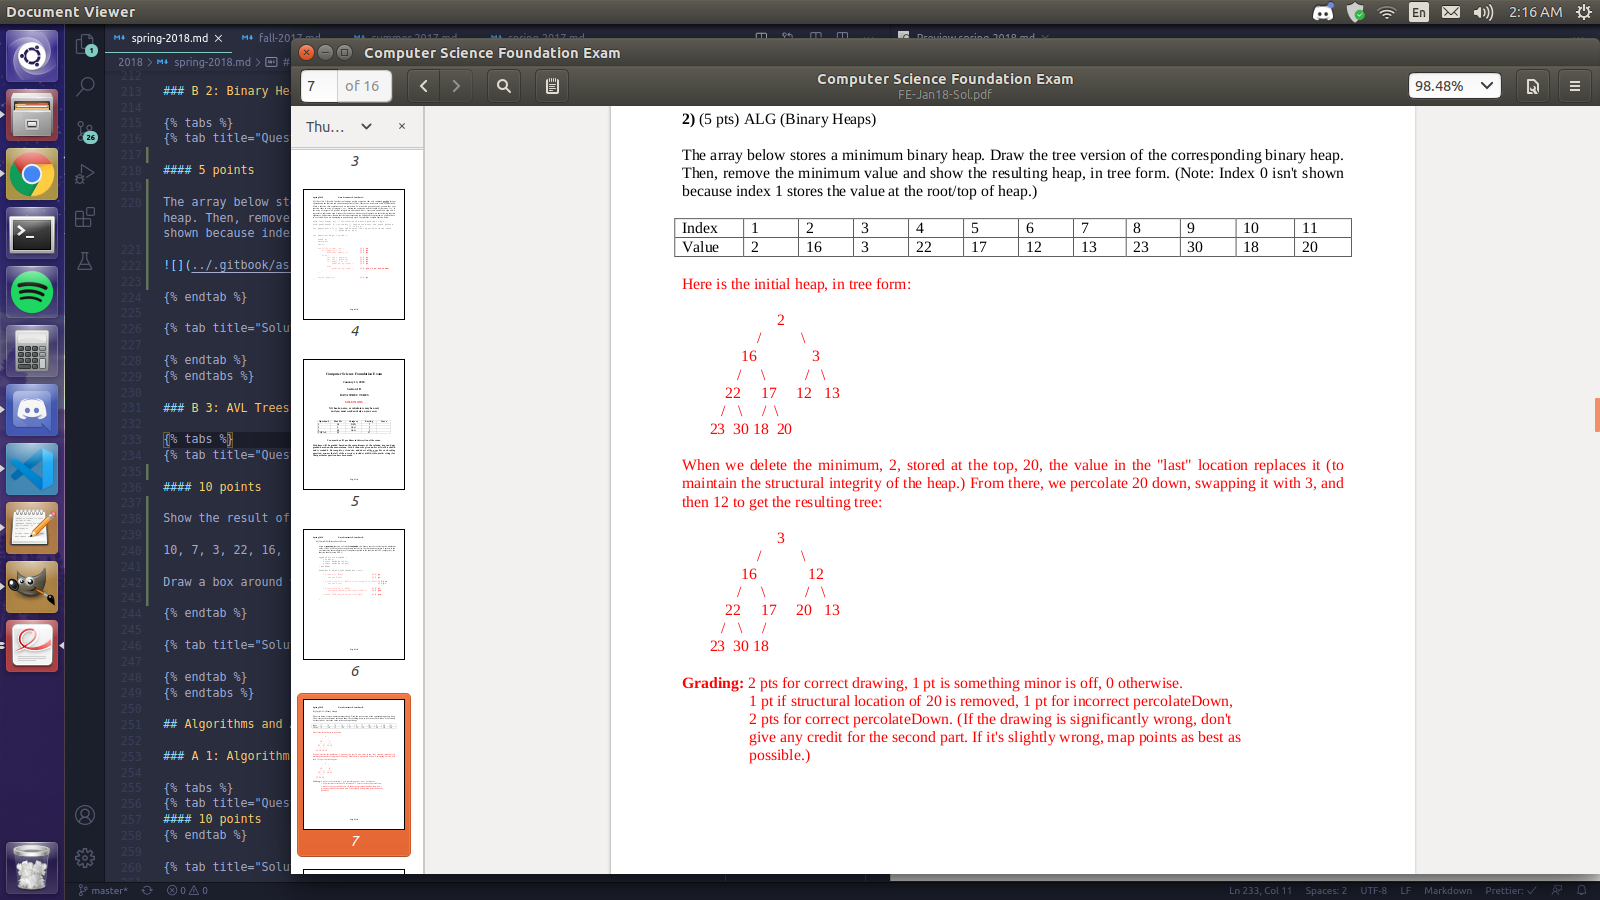 Document Viewer
En
2:16 AM
spring-2018.md
Computer Science Foundation Exam
2018 > spring-2018.md > #
7 of 16
Computer Science Foundation Exam
FE-Jan18-Sol.pdf
98.48%
Thu...
3
4
5
6
7
213 ### B 2: Binary He
214
215 {% tabs %}
216 {% tab title="Ques
217
218 #### 5 points
219
220 The array below st
heap. Then, remove
shown because inde
221
222 ![](../.gitbook/as
223
224 {% endtab %}
225
226 {% tab title="Solu
227
228 {% endtab %}
229 {% endtabs %}
230
231 ### B 3: AVL Trees
232
233 {% tabs %}
234 {% tab title="Ques
235
236 #### 10 points
237
238 Show the result of
239
240 10, 7, 3, 22, 16,
241
242 Draw a box around
243
244 {% endtab %}
245
246 {% tab title="Solu
247
248 {% endtab %}
249 {% endtabs %}
250
251 ## Algorithms and
252
253 ### A 1: Algorithm
254
255 {% tabs %}
256 {% tab title="Ques
257 #### 10 points
258 {% endtab %}
259
260 {% tab title="Solu
2) (5 pts) ALG (Binary Heaps)
The array below stores a minimum binary heap. Draw the tree version of the corresponding binary heap.
Then, remove the minimum value and show the resulting heap, in tree form. (Note: Index 0 isn't shown
because index 1 stores the value at the root/top of heap.)
Index 1 2 3 4 5 6 7 8 9 10 11
Value 2 16 3 22 17 12 13 23 30 18 20
Here is the initial heap, in tree form:
2
/ \
16 3
/ \ / \
22 17 12 13
/ \ / \
23 30 18 20
When we delete the minimum, 2, stored at the top, 20, the value in the "last" location replaces it (to
maintain the structural integrity of the heap.) From there, we percolate 20 down, swapping it with 3, and
then 12 to get the resulting tree:
3
/ \
16 12
/ \ / \
22 17 20 13
/ \ /
23 30 18
Grading: 2 pts for correct drawing, 1 pt is something minor is off, 0 otherwise.
1 pt if structural location of 20 is removed, 1 pt for incorrect percolateDown,
2 pts for correct percolateDown. (If the drawing is significantly wrong, don't
give any credit for the second part. If it's slightly wrong, map points as best as
possible.)
master* 0 0
Ln 233, Col 11 Spaces: 2 UTF-8 LF Markdown Prettier: ✓